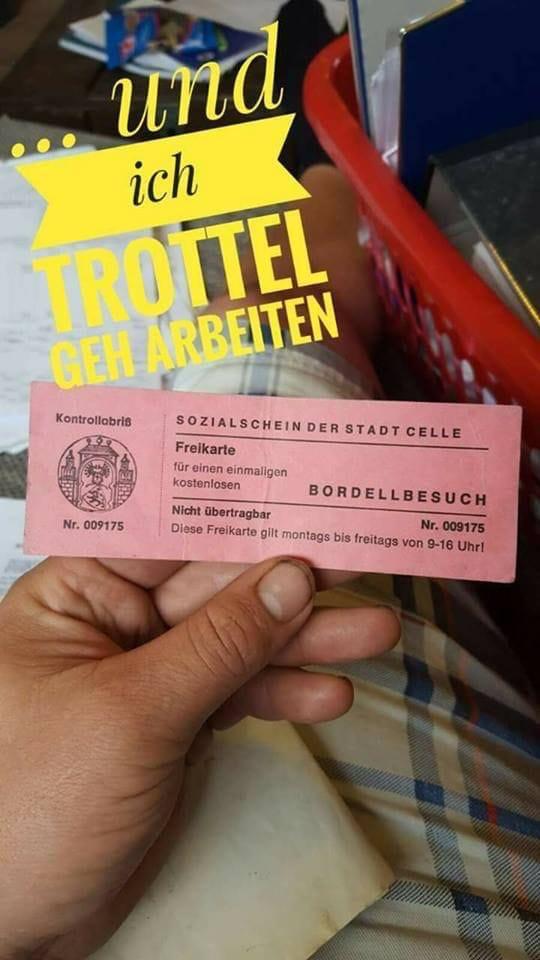 ... und
ich
TROTTEL
GEH ARBEITEN
Kontrollabriß
Nr. 009175
SOZIALSCHEIN DER STADT CELLE
Freikarte
für einen einmaligen
kostenlosen
BORDELLBESUCH
Nicht übertragbar
Nr. 009175
Diese Freikarte gilt montags bis freitags von 9-16 Uhr!